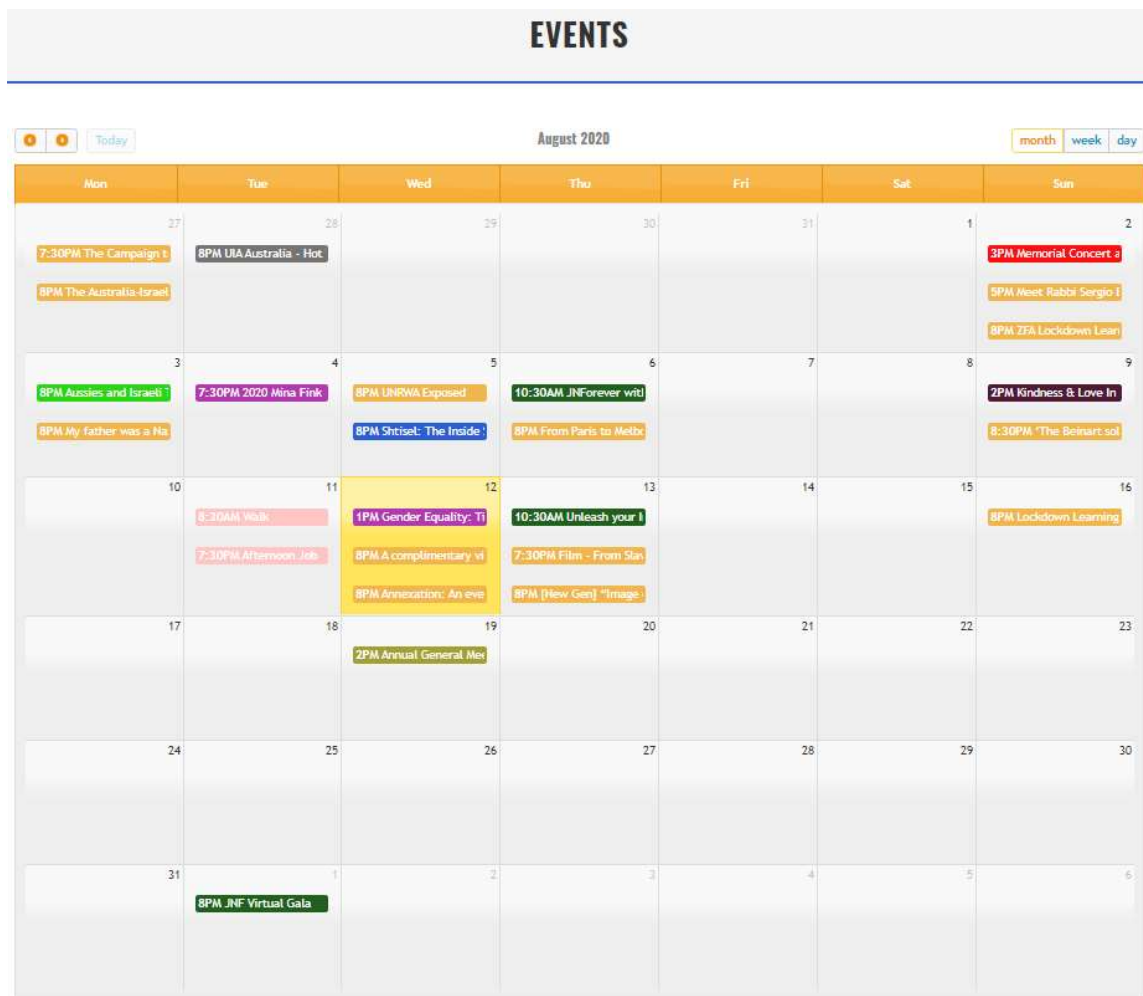 EVENTS
Today
August 2020
month week day
Mon Tue Wed Thu Fri Sat Sun
27 28 29 30 31 1 2
7:30PM The Campaign t 8PM UIA Australia - Hot 3PM Memorial Concert a
8PM The Australia-Israel 5PM Meet Rabbi Sergio
8PM ZFA Lockdown Lean
3 4 5 6 7 8 9
8PM Aussies and Israeli 7:30PM 2020 Mina Fink 8PM UNRWA Exposed 10:30AM JNForever wit 2PM Kindness & Love In
8PM My father was a Na 8PM Shtisel: The Inside 8PM From Paris to Melb 8:30PM 'The Beinart sol
10 11 12 13 14 15 16
8:30AM Walk 1PM Gender Equality: Ti 10:30AM Unleash your 8PM Lockdown Learning
7:30PM Afternoon Job 8PM A complimentary vi 7:30PM Film - From Slav
8PM Annexation: An eve 8PM [New Gen] "Image
17 18 19 20 21 22 23
2PM Annual General Mee
24 25 26 27 28 29 30
31 1 2 3 4 5 6
8PM JNF Virtual Gala